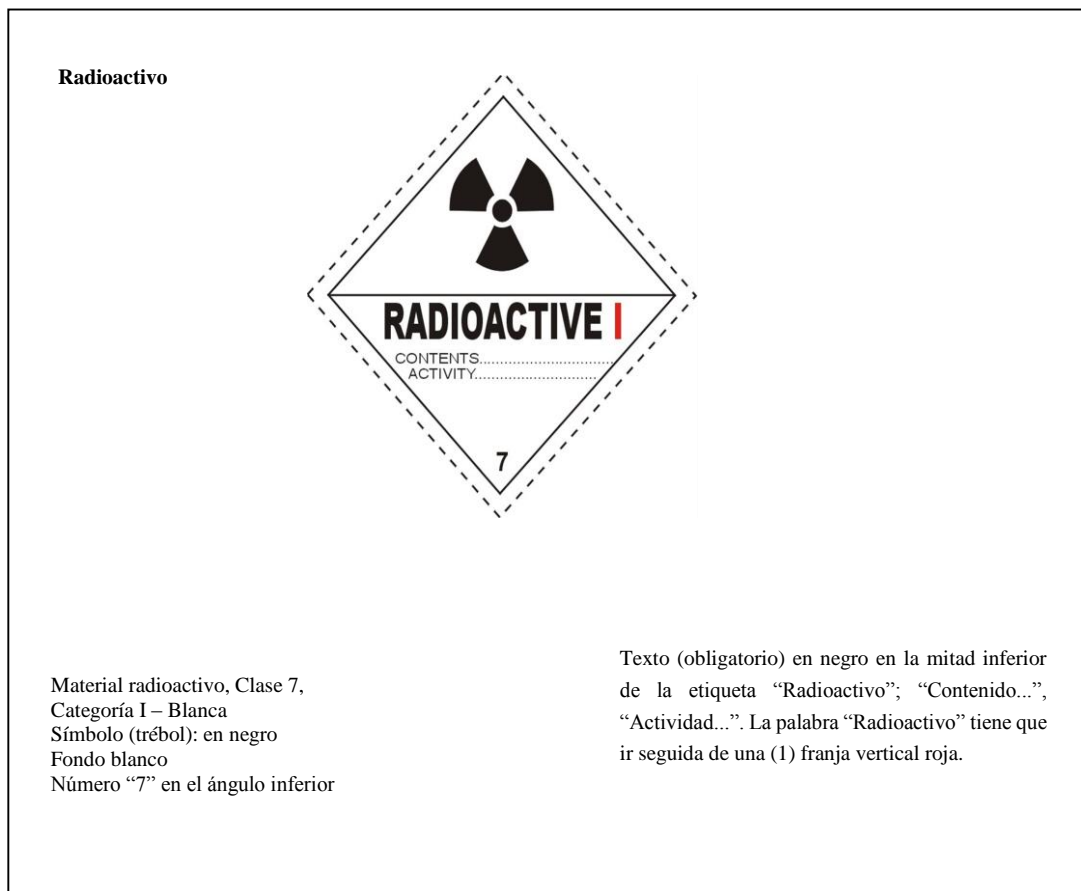 Radioactivo
RADIOACTIVE I
CONTENTS................................
ACTIVITY............................
7
Material radioactivo, Clase 7,
Categoría I – Blanca
Símbolo (trébol): en negro
Fondo blanco
Número “7” en el ángulo inferior
Texto (obligatorio) en negro en la mitad inferior
de la etiqueta “Radioactivo”; “Contenido...”,
“Actividad...”. La palabra “Radioactivo” tiene que
ir seguida de una (1) franja vertical roja.